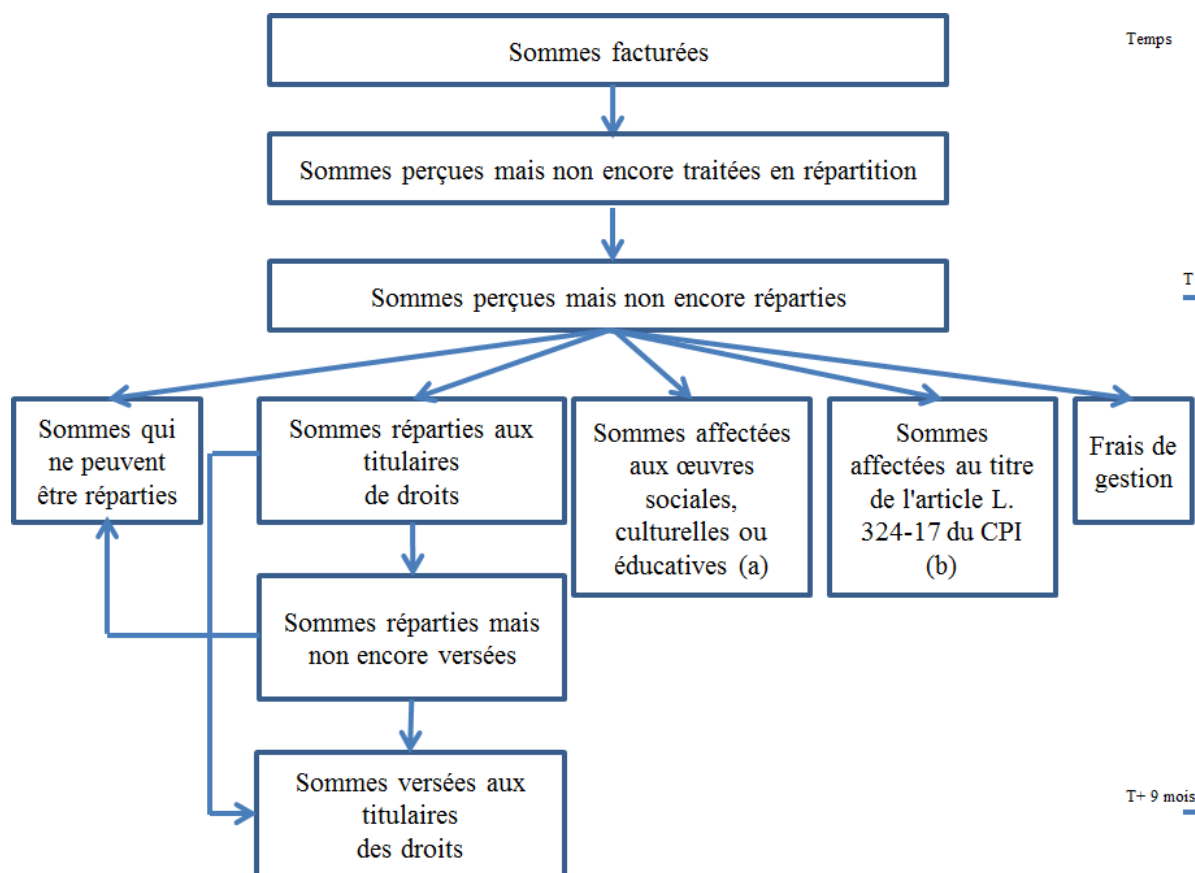 Sommes facturées
Temps
Sommes perçues mais non encore traitées en répartition
Sommes perçues mais non encore réparties
T
Sommes qui
ne peuvent
être réparties
Sommes réparties aux
titulaires
de droits
Sommes affectées
aux œuvres
sociales,
culturelles ou
éducatives (a)
Sommes
affectées au titre
de l'article L.
324-17 du CPI
(b)
Frais de
gestion
Sommes réparties mais
non encore versées
Sommes versées aux
titulaires
des droits
T+ 9 mois